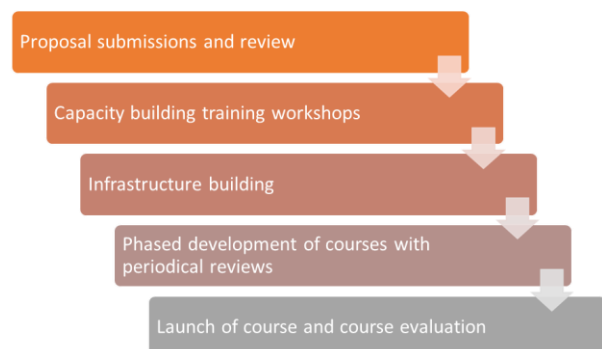 Proposal submissions and review
Capacity building training workshops
Infrastructure building
Phased development of courses with
periodical reviews
Launch of course and course evaluation